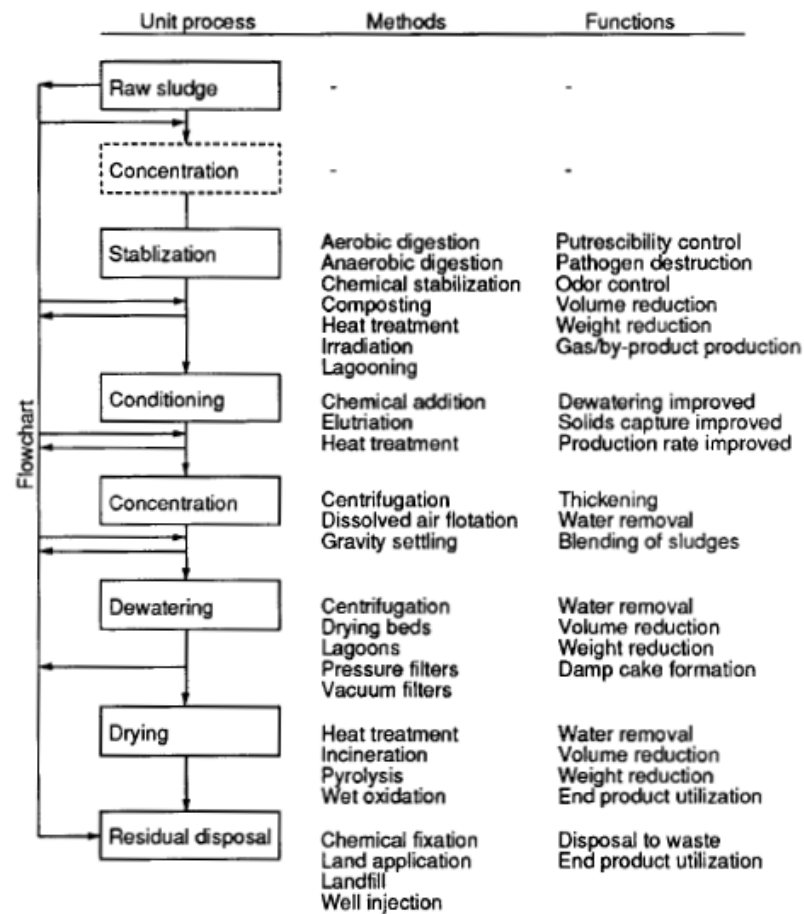 Unit process Methods Functions
Raw sludge - -
Concentration - -
Stablization Aerobic digestion Putrescibility control
Anaerobic digestion Pathogen destruction
Chemical stabilization Odor control
Composting Volume reduction
Heat treatment Weight reduction
Irradiation Gas/by-product production
Lagooning
Conditioning Chemical addition Dewatering improved
Elutriation Solids capture improved
Heat treatment Production rate improved
Flowchart
Concentration Centrifugation Thickening
Dissolved air flotation Water removal
Gravity settling Blending of sludges
Dewatering Centrifugation Water removal
Drying beds Volume reduction
Lagoons Weight reduction
Pressure filters Damp cake formation
Vacuum filters
Drying Heat treatment Water removal
Incineration Volume reduction
Pyrolysis Weight reduction
Wet oxidation End product utilization
Residual disposal Chemical fixation Disposal to waste
Land application End product utilization
Landfill
Well injection